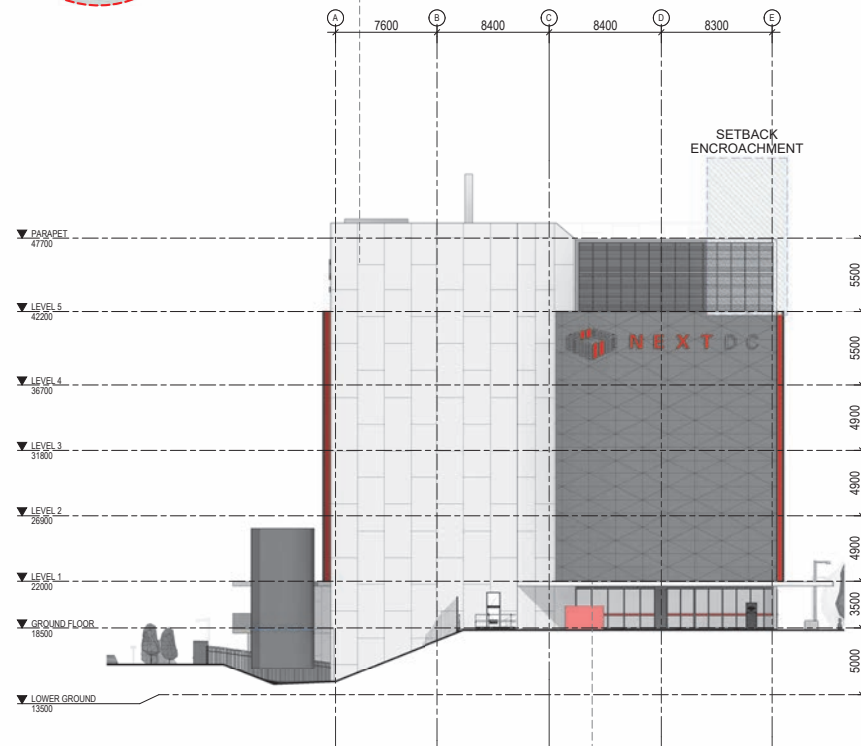 A
B
C
D
E
7600
8400
8400
8300
SETBACK
ENCROACHMENT
PARAPET
47700
5500
LEVEL 5
42200
NEXTDC
5500
LEVEL 4
36700
4900
LEVEL 3
31800
4900
LEVEL 2
26900
4900
LEVEL 1
22000
3500
GROUND FLOOR
18500
5000
LOWER GROUND
13500